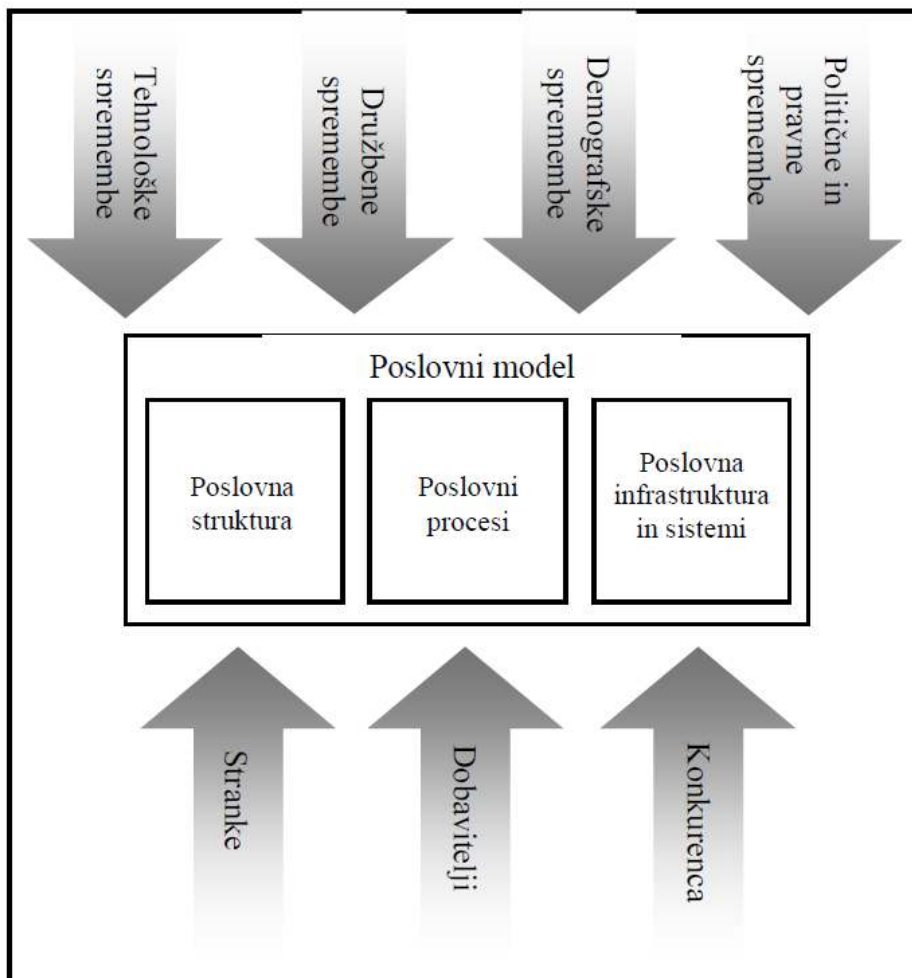 Tehnološke
spremembe
Družbene
spremembe
Demografske
spremembe
Politične in
pravne
spremembe
Poslovni model
Poslovna
struktura
Poslovni
procesi
Poslovna
infrastruktura
in sistemi
Stranke
Dobavitelji
Konkurenca